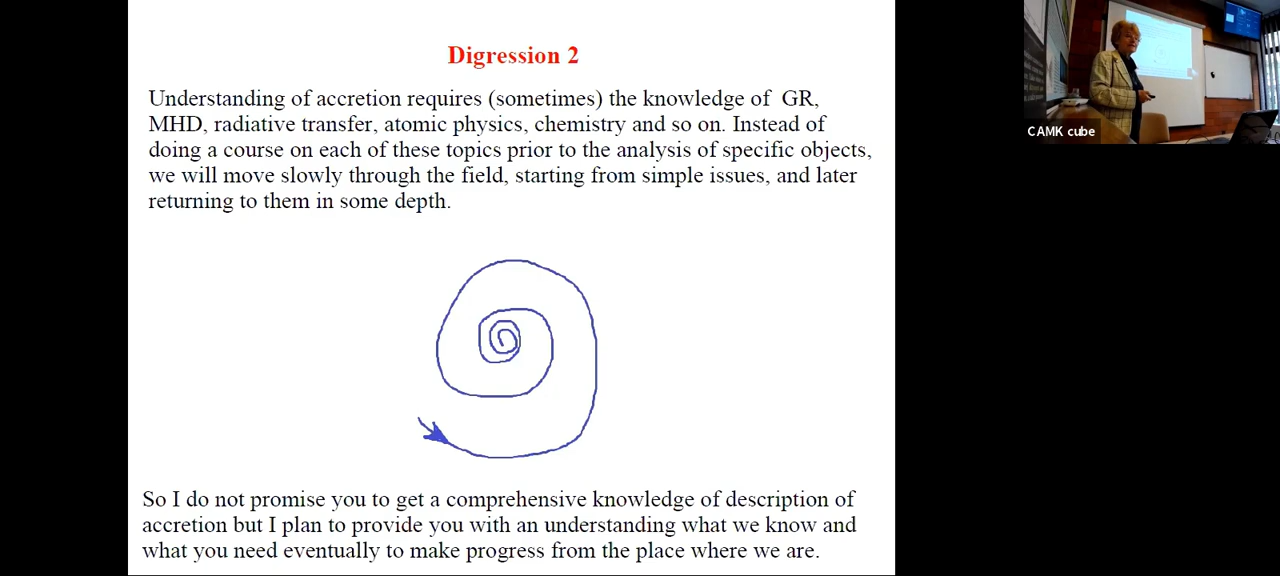 Digression 2
Understanding of accretion requires (sometimes) the knowledge of GR,
MHD, radiative transfer, atomic physics, chemistry and so on. Instead of
doing a course on each of these topics prior to the analysis of specific objects,
we will move slowly through the field, starting from simple issues, and later
returning to them in some depth.
So I do not promise you to get a comprehensive knowledge of description of
accretion but I plan to provide you with an understanding what we know and
what you need eventually to make progress from the place where we are.
CAMK cube